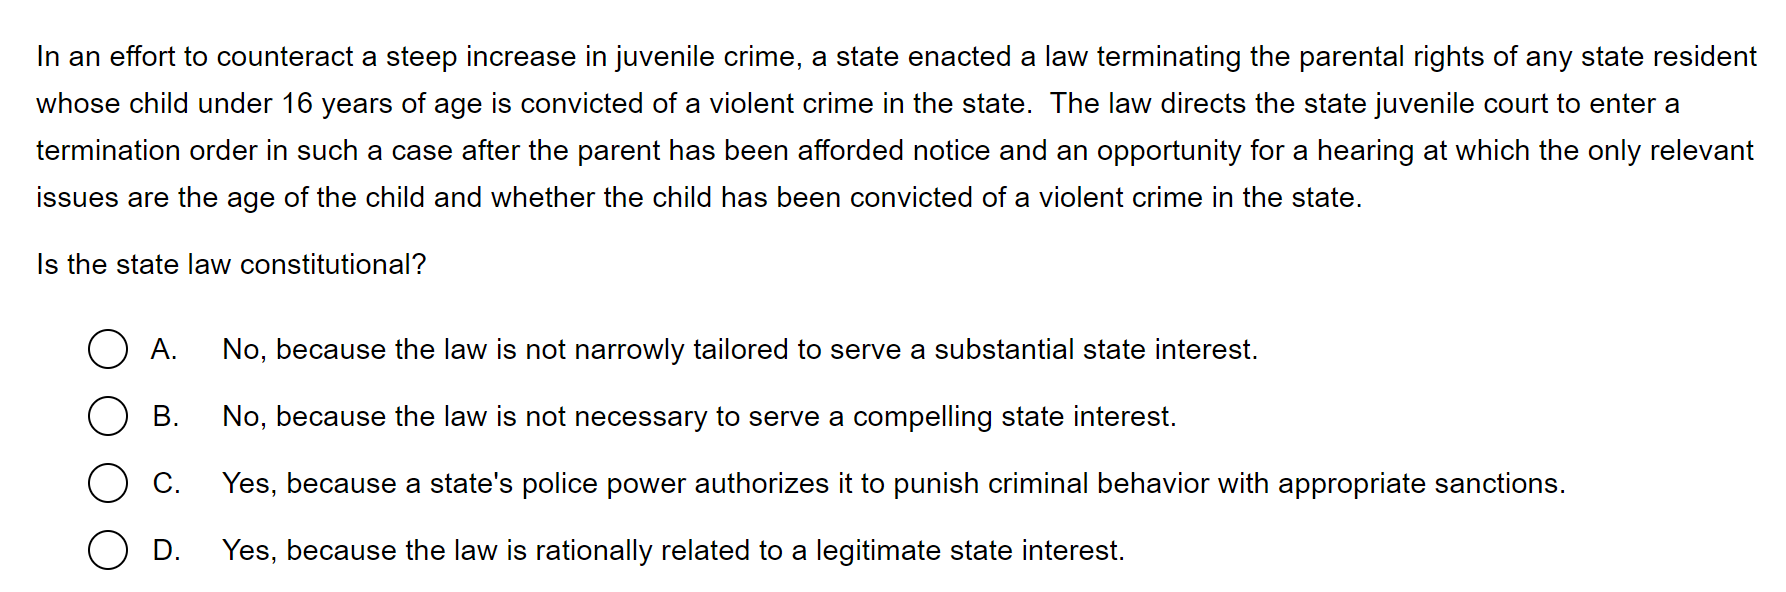 In an effort to counteract a steep increase in juvenile crime, a state enacted a law terminating the parental rights of any state resident
whose child under 16 years of age is convicted of a violent crime in the state.  The law directs the state juvenile court to enter a
termination order in such a case after the parent has been afforded notice and an opportunity for a hearing at which the only relevant
issues are the age of the child and whether the child has been convicted of a violent crime in the state.
Is the state law constitutional?
A. No, because the law is not narrowly tailored to serve a substantial state interest.
B. No, because the law is not necessary to serve a compelling state interest.
C. Yes, because a state's police power authorizes it to punish criminal behavior with appropriate sanctions.
D. Yes, because the law is rationally related to a legitimate state interest.